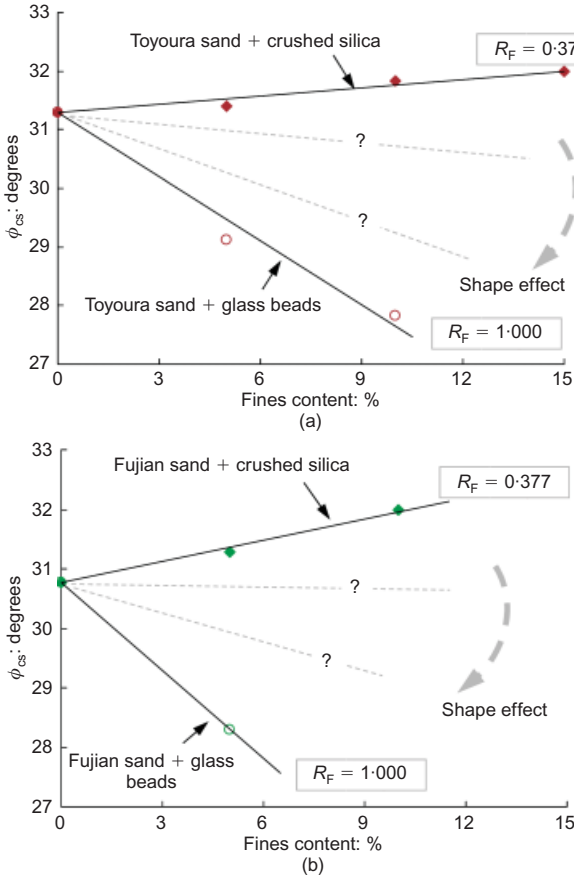 33
Toyoura sand + crushed silica
R_F = 0·37
32
31
?
30
ϕ_cs: degrees
?
29
Shape effect
28
Toyoura sand + glass beads
R_F = 1·000
27
0 3 6 9 12 15
Fines content: %
(a)
33
Fujian sand + crushed silica
R_F = 0·377
32
31
?
30
ϕ_cs: degrees
?
29
Shape effect
28
Fujian sand + glass
beads
R_F = 1·000
27
0 3 6 9 12 15
Fines content: %
(b)